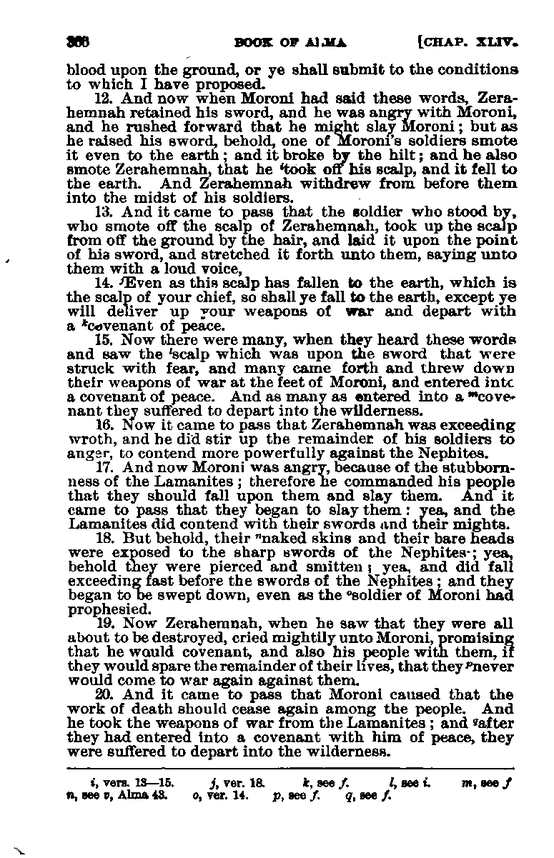 366 BOOK OF ALMA [CHAP. XLIV.
blood upon the ground, or ye shall submit to the conditions
to which I have proposed.
12. And now when Moroni had said these words, Zera-
hemnah retained his sword, and he was angry with Moroni,
and he rushed forward that he might slay Moroni; but as
he raised his sword, behold, one of Moroni's soldiers smote
it even to the earth; and it broke by the hilt; and he also
smote Zerahemnah, that he ᶦtook off his scalp, and it fell to
the earth. And Zerahemnah withdrew from before them
into the midst of his soldiers.
13. And it came to pass that the soldier who stood by,
who smote off the scalp of Zerahemnah, took up the scalp
from off the ground by the hair, and laid it upon the point
of his sword, and stretched it forth unto them, saying unto
them with a loud voice,
14. ʲEven as this scalp has fallen to the earth, which is
the scalp of your chief, so shall ye fall to the earth, except ye
will deliver up your weapons of war and depart with
a ᵏcovenant of peace.
15. Now there were many, when they heard these words
and saw the ˡscalp which was upon the sword that were
struck with fear, and many came forth and threw down
their weapons of war at the feet of Moroni, and entered into
a covenant of peace. And as many as entered into a ᵐcove-
nant they suffered to depart into the wilderness.
16. Now it came to pass that Zerahemnah was exceeding
wroth, and he did stir up the remainder of his soldiers to
anger, to contend more powerfully against the Nephites.
17. And now Moroni was angry, because of the stubborn-
ness of the Lamanites; therefore he commanded his people
that they should fall upon them and slay them. And it
came to pass that they began to slay them: yea, and the
Lamanites did contend with their swords and their mights.
18. But behold, their ⁿnaked skins and their bare heads
were exposed to the sharp swords of the Nephites; yea,
behold they were pierced and smitten; yea, and did fall
exceeding fast before the swords of the Nephites; and they
began to be swept down, even as the ᵒsoldier of Moroni had
prophesied.
19. Now Zerahemnah, when he saw that they were all
about to be destroyed, cried mightily unto Moroni, promising
that he would covenant, and also his people with them, if
they would spare the remainder of their lives, that they ᵖnever
would come to war again against them.
20. And it came to pass that Moroni caused that the
work of death should cease again among the people. And
he took the weapons of war from the Lamanites; and ᵠafter
they had entered into a covenant with him of peace, they
were suffered to depart into the wilderness.
i, vers. 13—15. j, ver. 18. k, see f. l, see i. m, see f
n, see v, Alma 43. o, ver. 14. p, see f. q, see f.